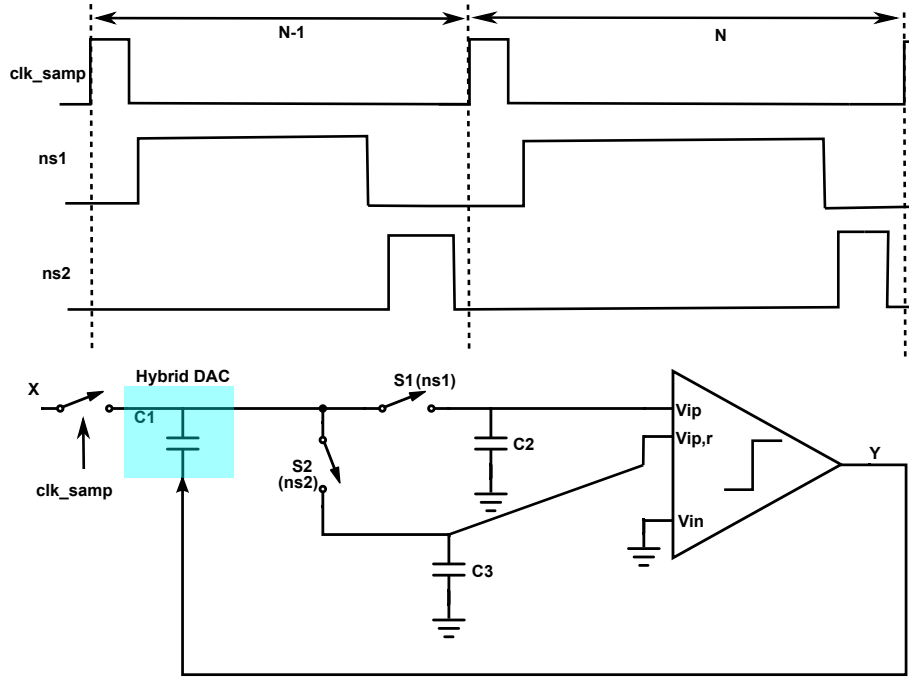 N-1
N
clk_samp
ns1
ns2
Hybrid DAC
X
C1
S1(ns1)
Vip
Vip,r
C2
Y
S2
(ns2)
clk_samp
Vin
C3